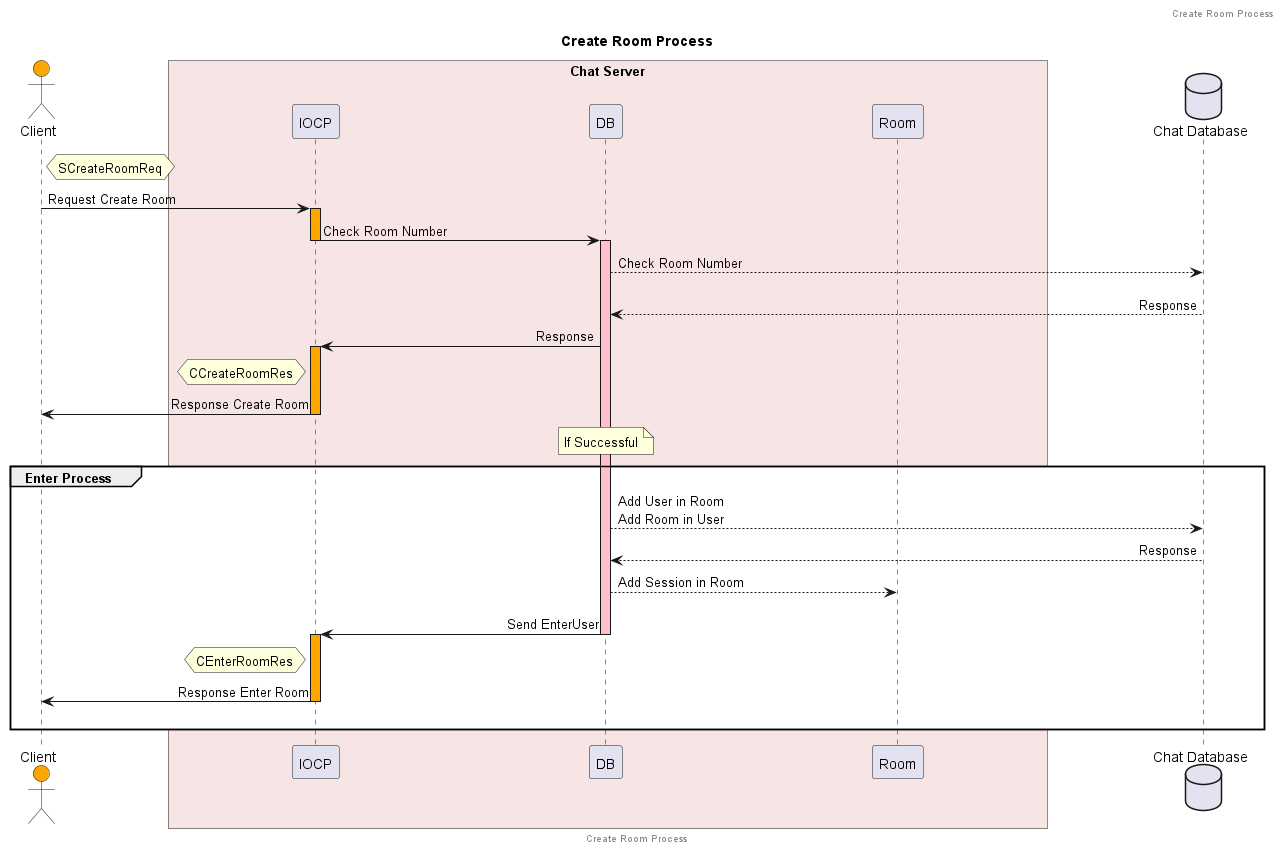 Create Room Process
Create Room Process
Chat Server
Client
IOCP
DB
Room
Chat Database
SCreateRoomReq
Request Create Room
Check Room Number
Check Room Number
Response
Response
CCreateRoomRes
Response Create Room
If Successful
Enter Process
Add User in Room
Add Room in User
Response
Add Session in Room
Send EnterUser
CEnterRoomRes
Response Enter Room
Client
IOCP
DB
Room
Chat Database
Create Room Process